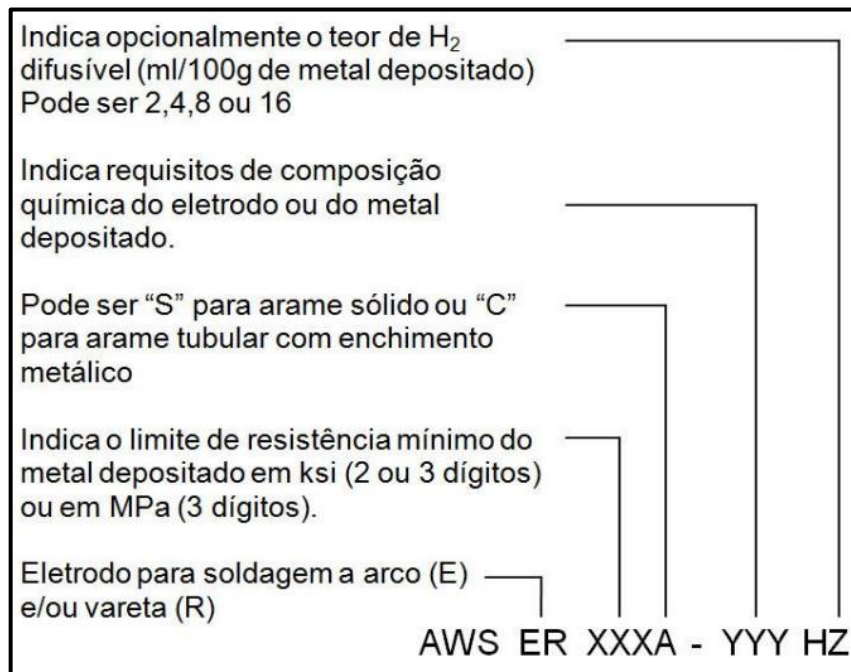 Indica opcionalmente o teor de H₂
difusível (ml/100g de metal depositado)
Pode ser 2,4,8 ou 16
Indica requisitos de composição
química do eletrodo ou do metal
depositado.
Pode ser “S” para arame sólido ou “C”
para arame tubular com enchimento
metálico
Indica o limite de resistência mínimo do
metal depositado em ksi (2 ou 3 dígitos)
ou em MPa (3 dígitos).
Eletrodo para soldagem a arco (E)
e/ou vareta (R)
AWS ER XXXA - YYY HZ